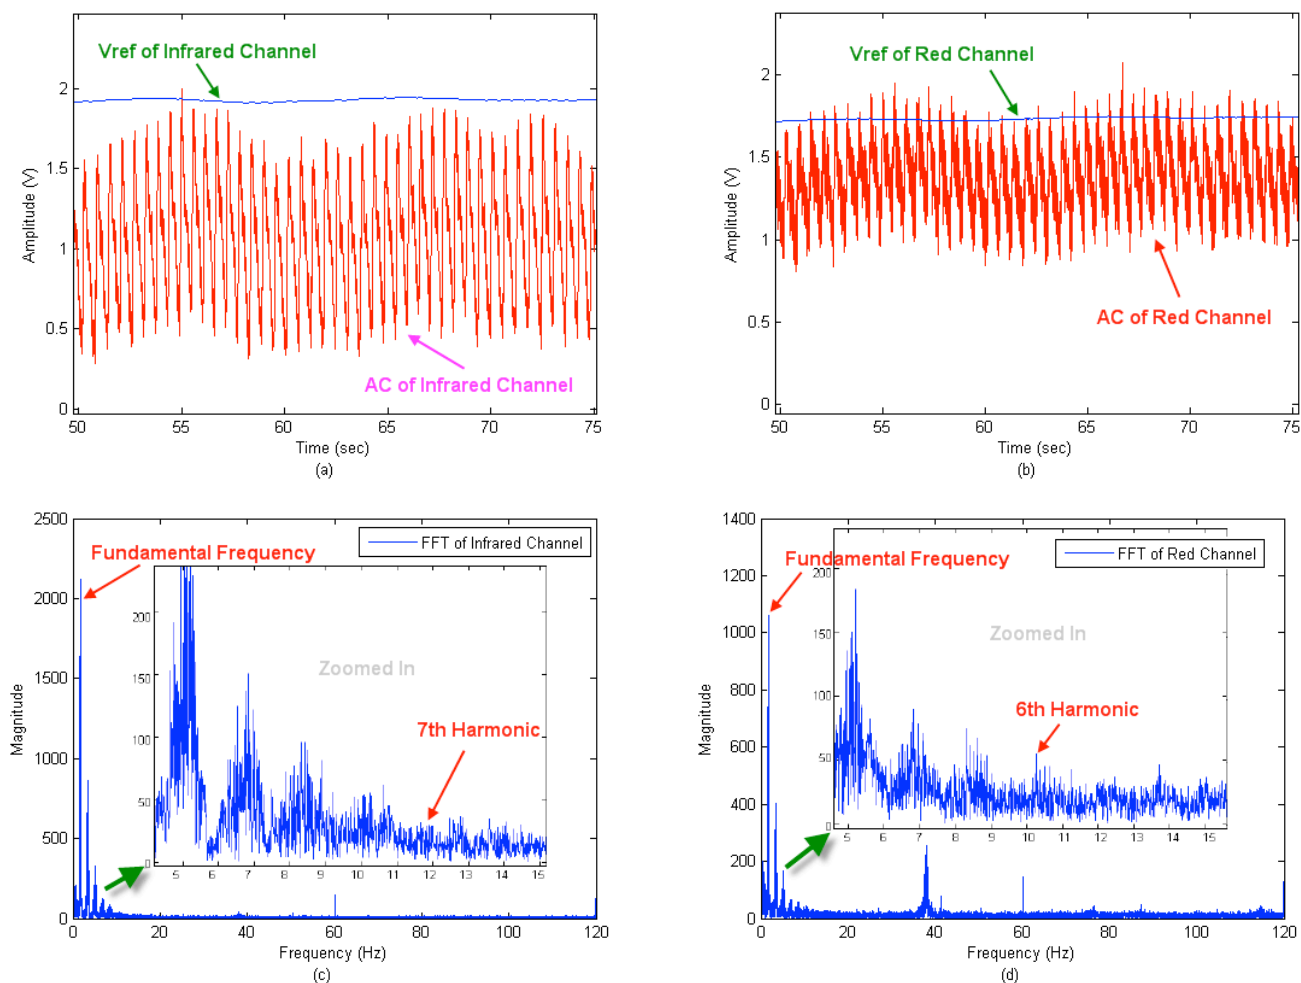 Vref of Infrared Channel
2
1.5
1
0.5
0
Amplitude (V)
AC of Infrared Channel
50 55 60 65 70 75
Time (sec)
(a)
Vref of Red Channel
2
1.5
1
0.5
0
Amplitude (V)
AC of Red Channel
50 55 60 65 70 75
Time (sec)
(b)
2500
2000
1500
1000
500
0
Magnitude
FFT of Infrared Channel
Fundamental Frequency
200
150
100
50
0
Zoomed In
7th Harmonic
5 6 7 8 9 10 11 12 13 14 15
0 20 40 60 80 100 120
Frequency (Hz)
(c)
1400
1200
1000
800
600
400
200
0
Magnitude
FFT of Red Channel
Fundamental Frequency
200
150
100
50
0
Zoomed In
6th Harmonic
5 6 7 8 9 10 11 12 13 14 15
0 20 40 60 80 100 120
Frequency (Hz)
(d)